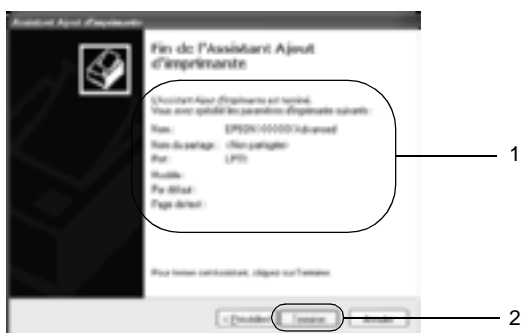 Assistant Ajout d'imprimante
Fin de l'Assistant Ajout
d'imprimante
L'Assistant Ajout d'imprimante est terminé.
Vous avez spécifié les paramètres d'imprimante suivants :
Nom :
Nom du partage : <Non partagée>
Port : LPT1:
Modèle :
Par défaut :
Page de test :
Pour fermer cet Assistant, cliquez sur Terminer.
< Précédent
Terminer
Annuler
1
2